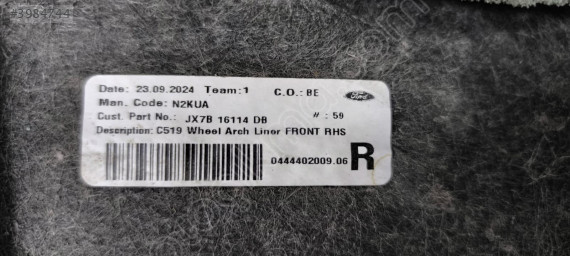 Date: 23.09.2024 Team:1 C.O.: BE
Ford
Man. Code: N2KUA
Cust. Part No.: JX7B 16114 DB #: 59
Description: C519 Wheel Arch Liner FRONT RHS
0444402009.06 R